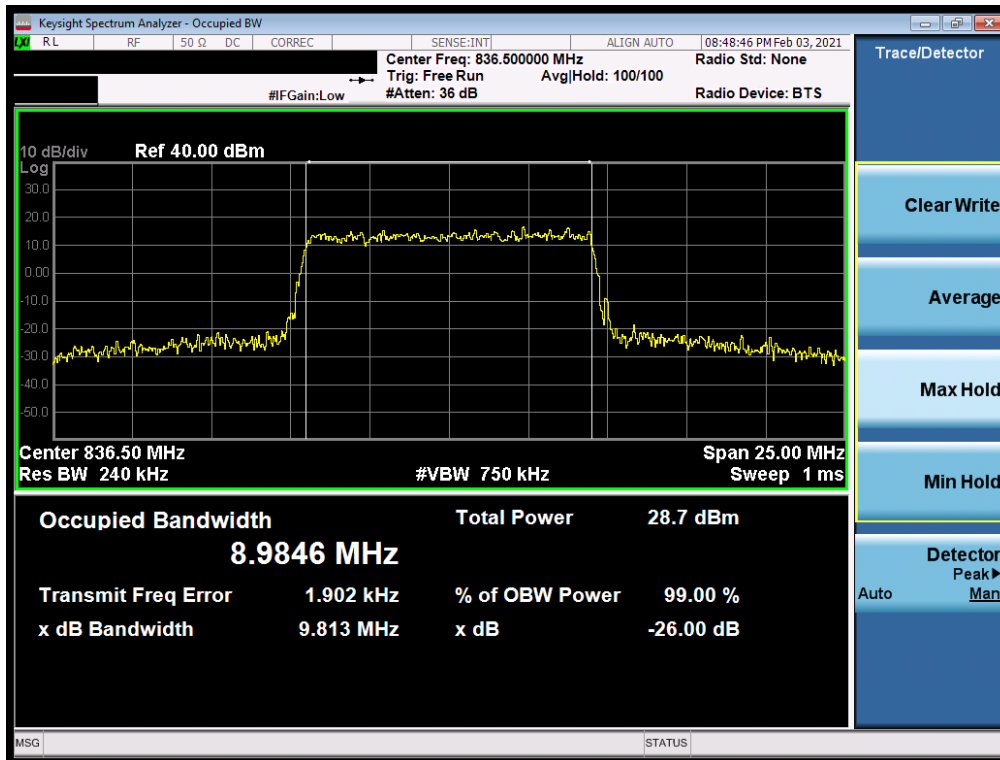 Keysight Spectrum Analyzer - Occupied BW
LXI RL RF 50 Ω DC CORREC SENSE:INT ALIGN AUTO 08:48:46 PM Feb 03, 2021
Center Freq: 836.500000 MHz Radio Std: None
Trig: Free Run Avg|Hold: 100/100
#IFGain:Low #Atten: 36 dB Radio Device: BTS
10 dB/div Ref 40.00 dBm
Log
30.0
20.0
10.0
0.00
-10.0
-20.0
-30.0
-40.0
-50.0
Center 836.50 MHz Span 25.00 MHz
Res BW 240 kHz #VBW 750 kHz Sweep 1 ms
Occupied Bandwidth Total Power 28.7 dBm
8.9846 MHz
Transmit Freq Error 1.902 kHz % of OBW Power 99.00 %
x dB Bandwidth 9.813 MHz x dB -26.00 dB
MSG STATUS
Trace/Detector
Clear Write
Average
Max Hold
Min Hold
Detector
Peak▶
Auto Man